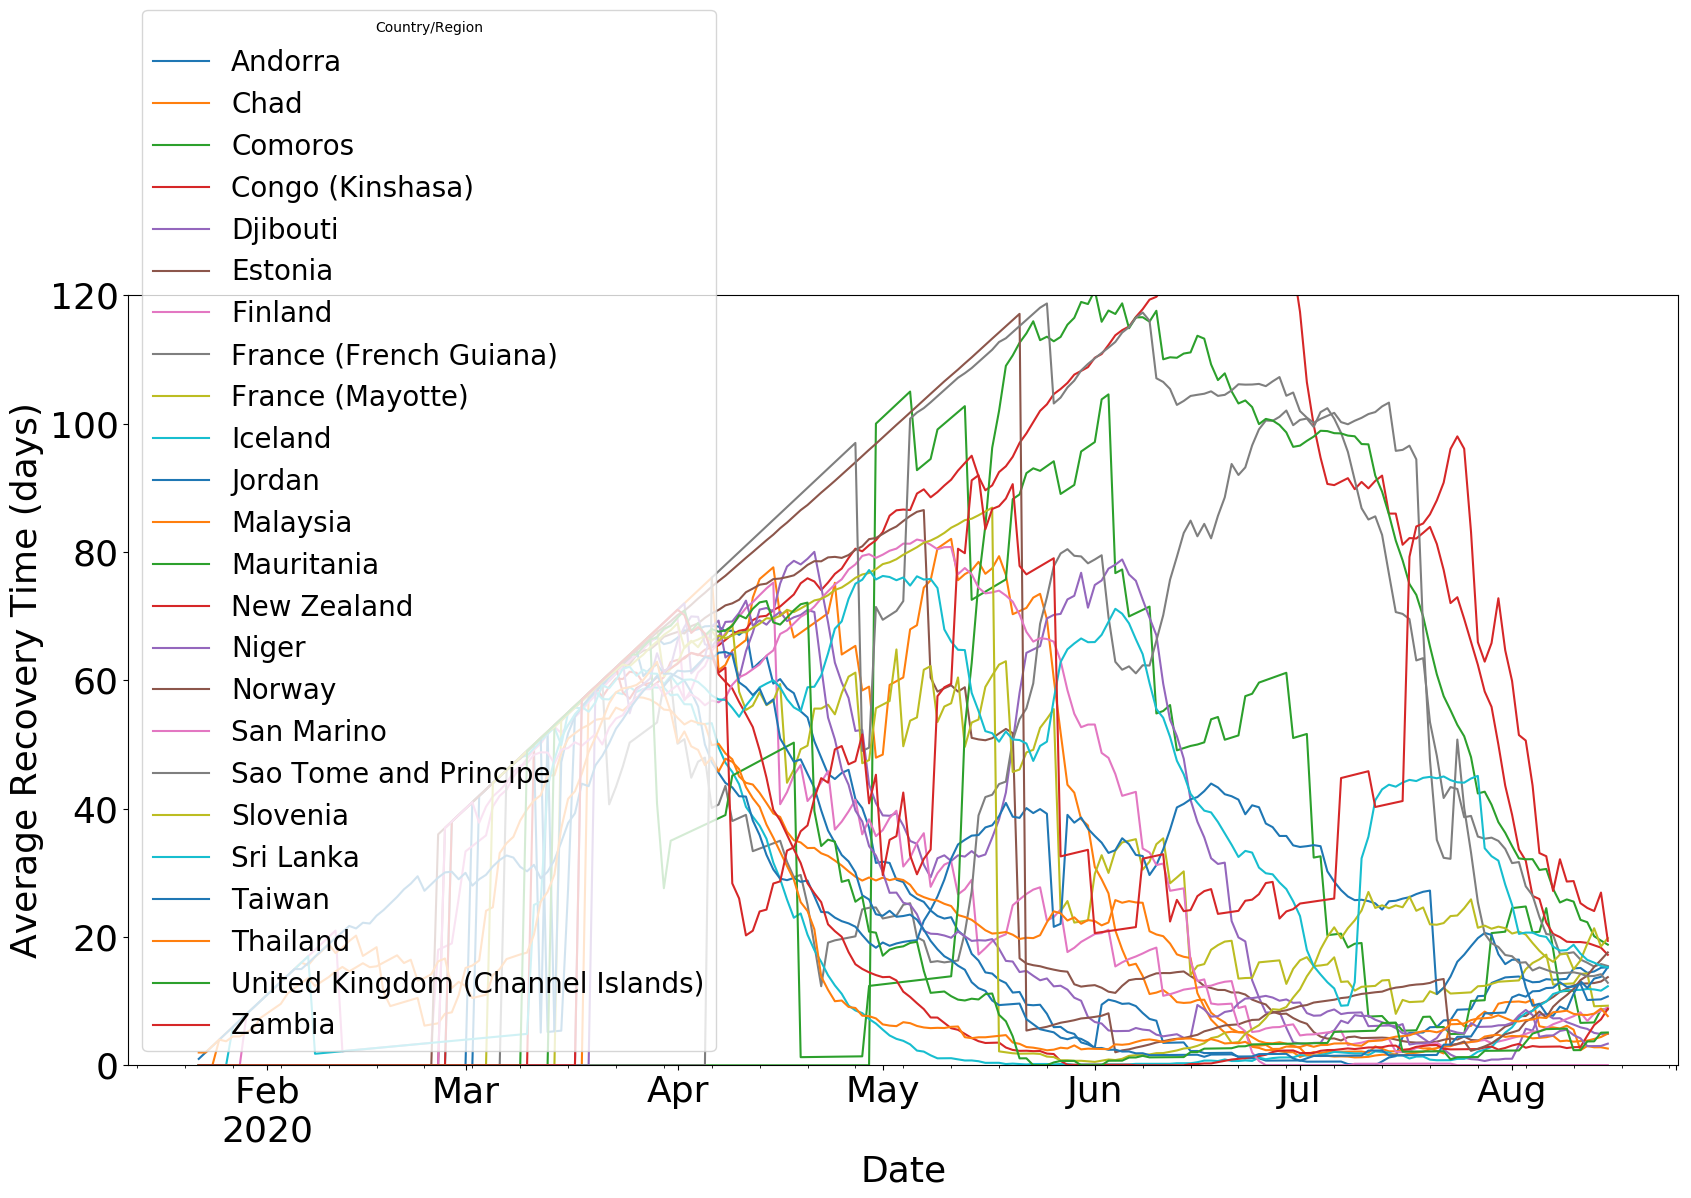 Country/Region
Andorra
Chad
Comoros
Congo (Kinshasa)
Djibouti
Estonia
Finland
France (French Guiana)
France (Mayotte)
Iceland
Jordan
Malaysia
Mauritania
New Zealand
Niger
Norway
San Marino
Sao Tome and Principe
Slovenia
Sri Lanka
Taiwan
Thailand
United Kingdom (Channel Islands)
Zambia
Average Recovery Time (days)
120
100
80
60
40
20
0
Feb
2020
Mar
Apr
May
Jun
Jul
Aug
Date